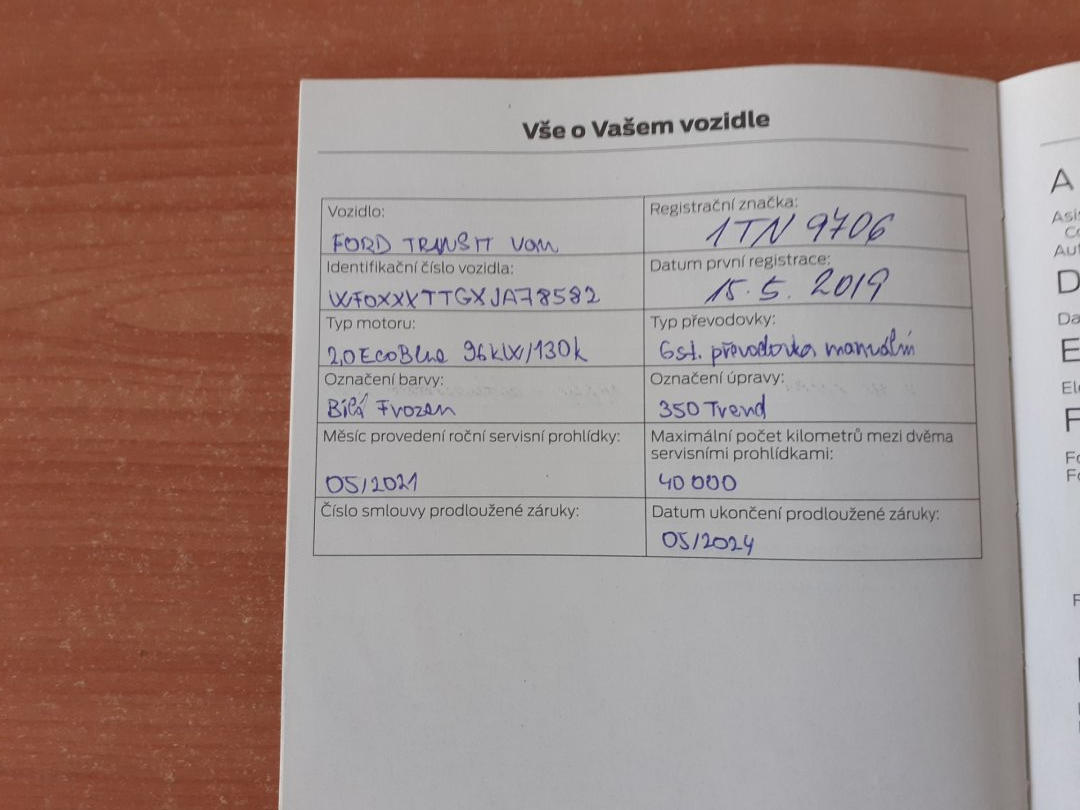 Vše o Vašem vozidle
Vozidlo:
FORD TRANSIT Van
Registrační značka:
1TN 9706
Identifikační číslo vozidla:
WF0XXXTTGXJA78582
Datum první registrace:
15.5.2019
Typ motoru:
2,0 EcoBlue 96kW/130k
Typ převodovky:
6st. převodovka manuální
Označení barvy:
Bílá Frozen
Označení úpravy:
350 Trend
Měsíc provedení roční servisní prohlídky:
05/2021
Maximální počet kilometrů mezi dvěma
servisními prohlídkami:
40 000
Číslo smlouvy prodloužené záruky:
Datum ukončení prodloužené záruky:
05/2024
A
D
E
F